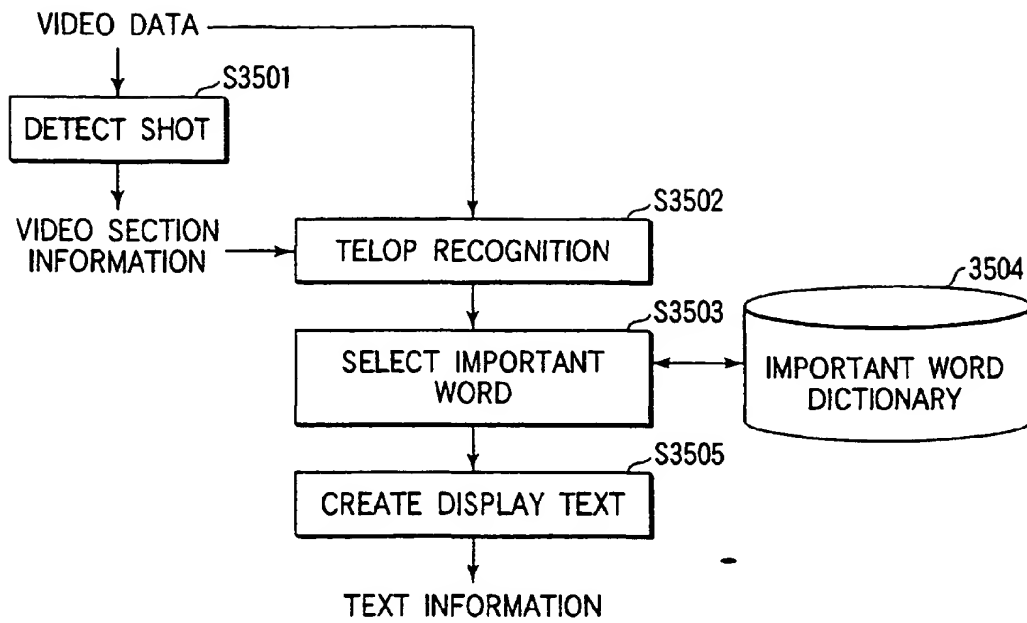 VIDEO DATA
S3501
DETECT SHOT
VIDEO SECTION
INFORMATION
S3502
TELOP RECOGNITION
S3503
SELECT IMPORTANT
WORD
3504
IMPORTANT WORD
DICTIONARY
S3505
CREATE DISPLAY TEXT
TEXT INFORMATION